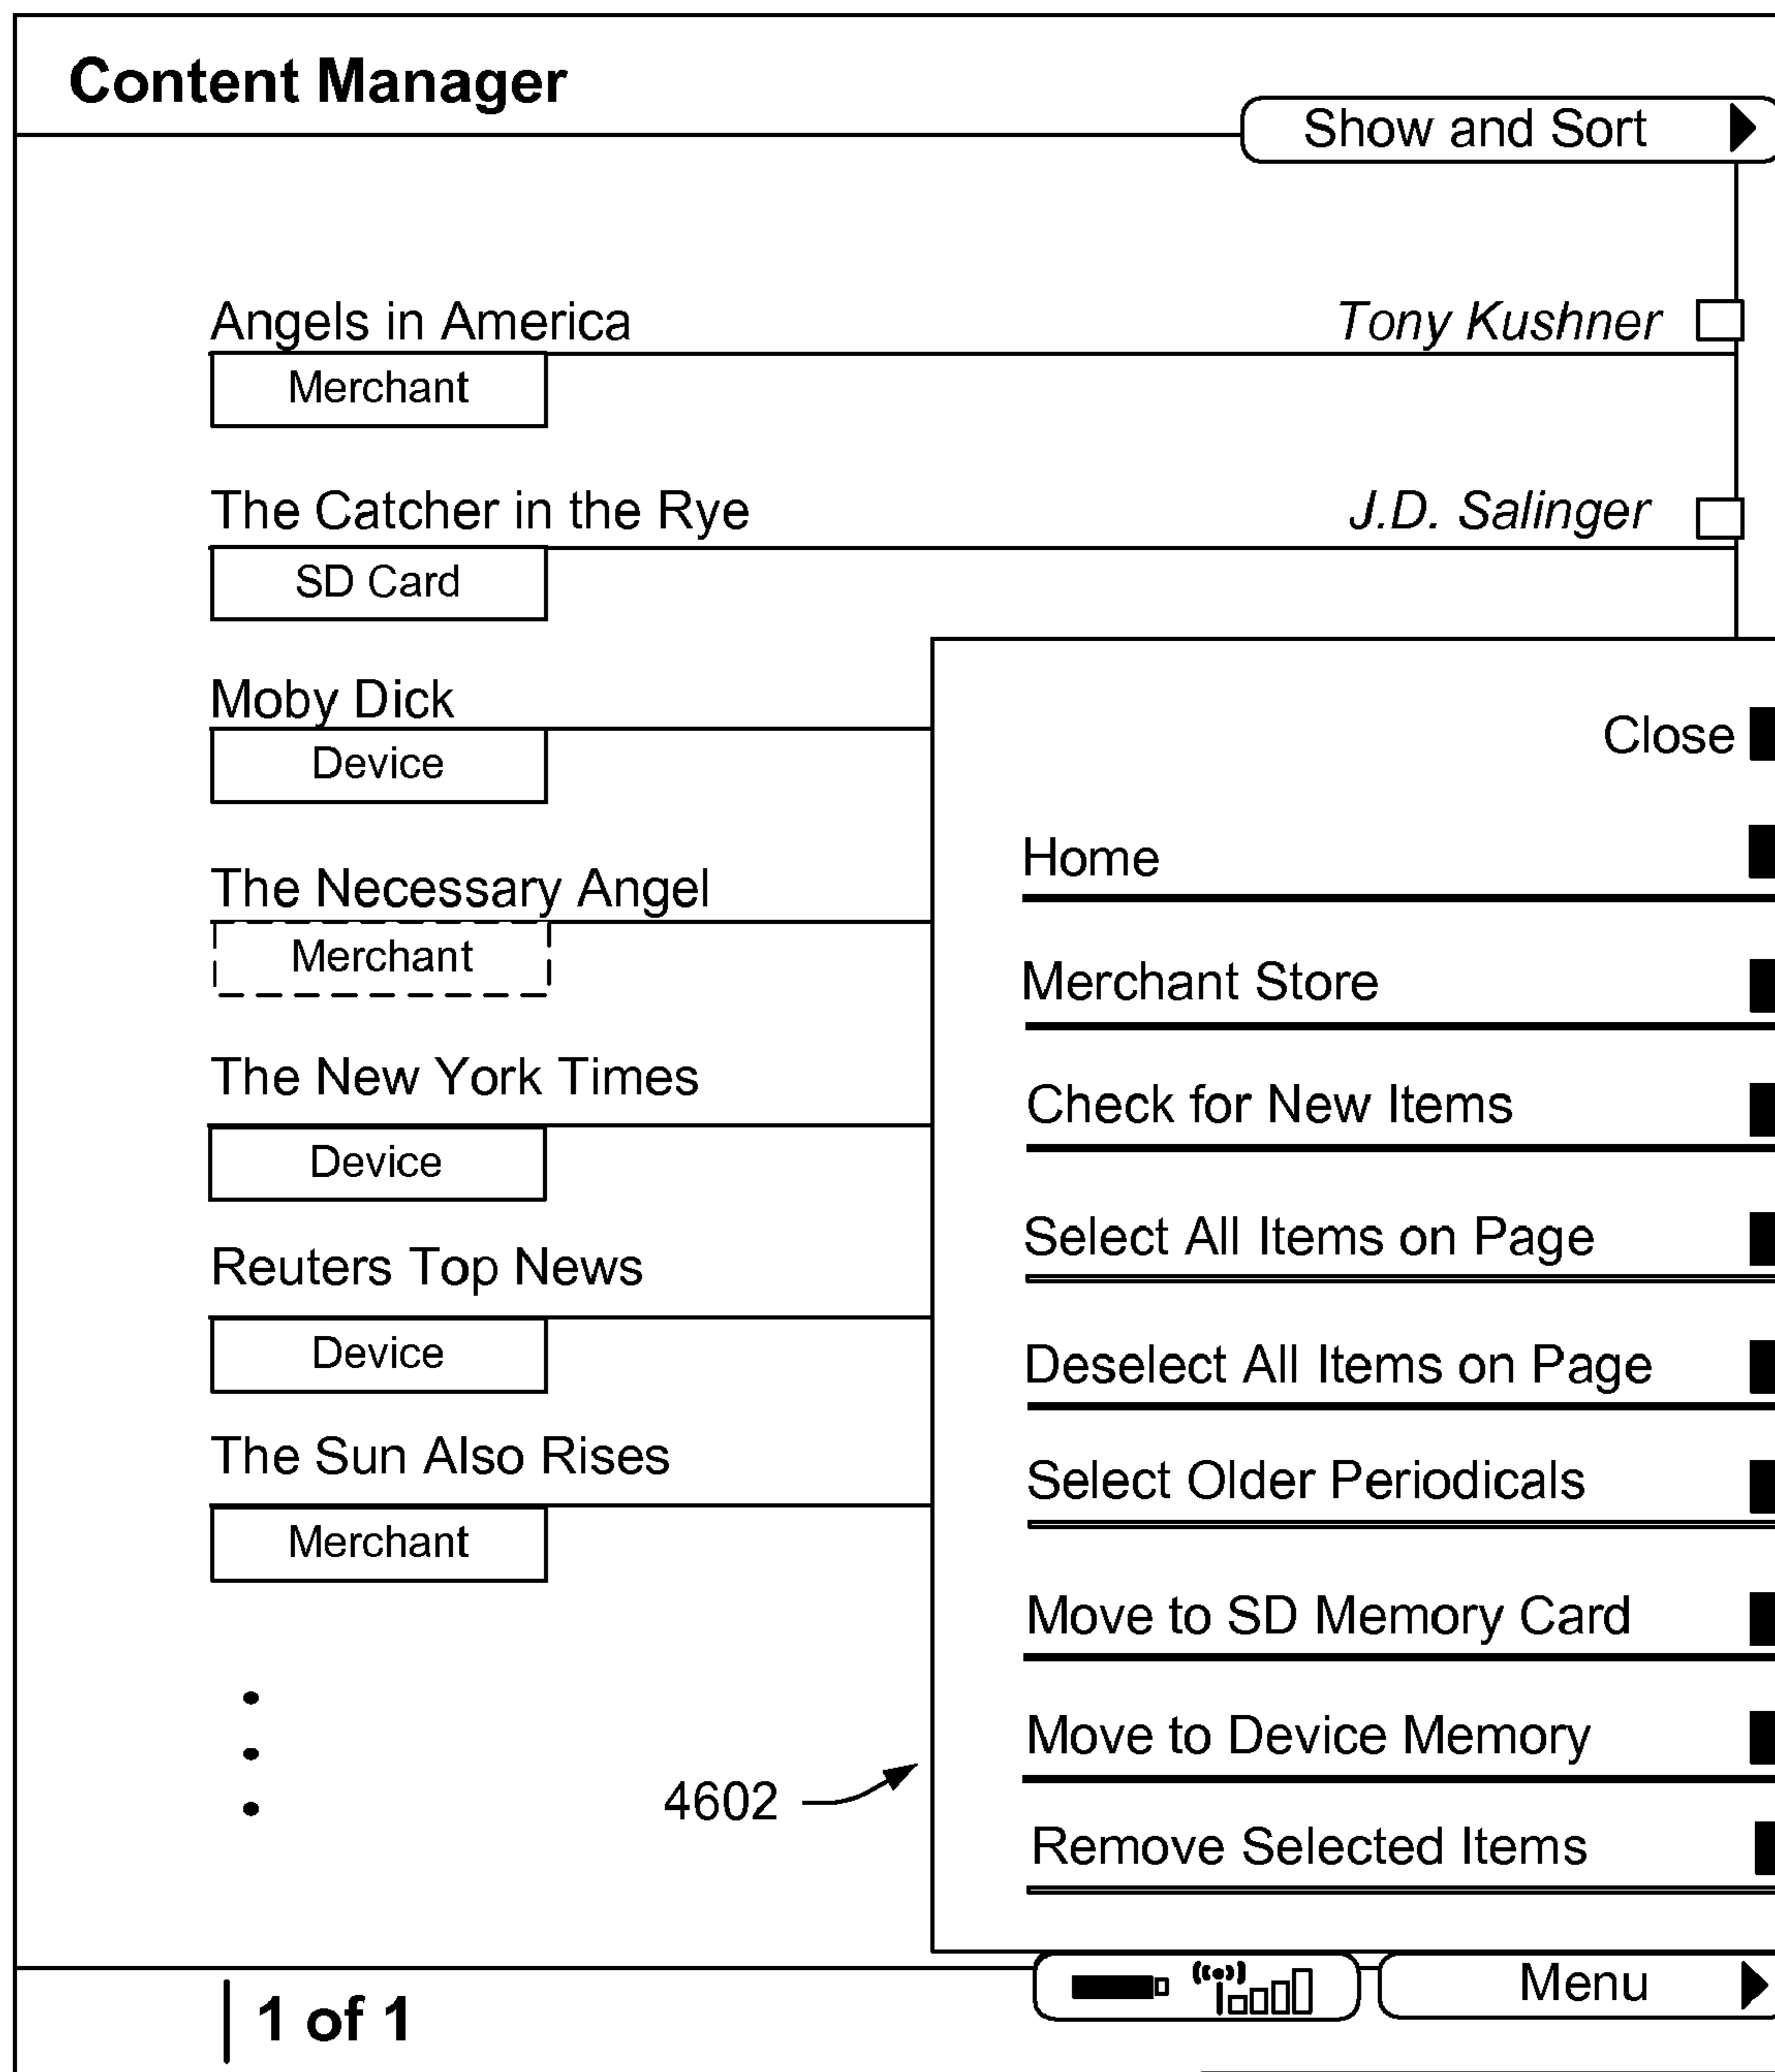 Content Manager
Show and Sort
Angels in America Tony Kushner
Merchant
The Catcher in the Rye J.D. Salinger
SD Card
Moby Dick
Device
The Necessary Angel
Merchant
The New York Times
Device
Reuters Top News
Device
The Sun Also Rises
Merchant
4602
Close
Home
Merchant Store
Check for New Items
Select All Items on Page
Deselect All Items on Page
Select Older Periodicals
Move to SD Memory Card
Move to Device Memory
Remove Selected Items
1 of 1
Menu